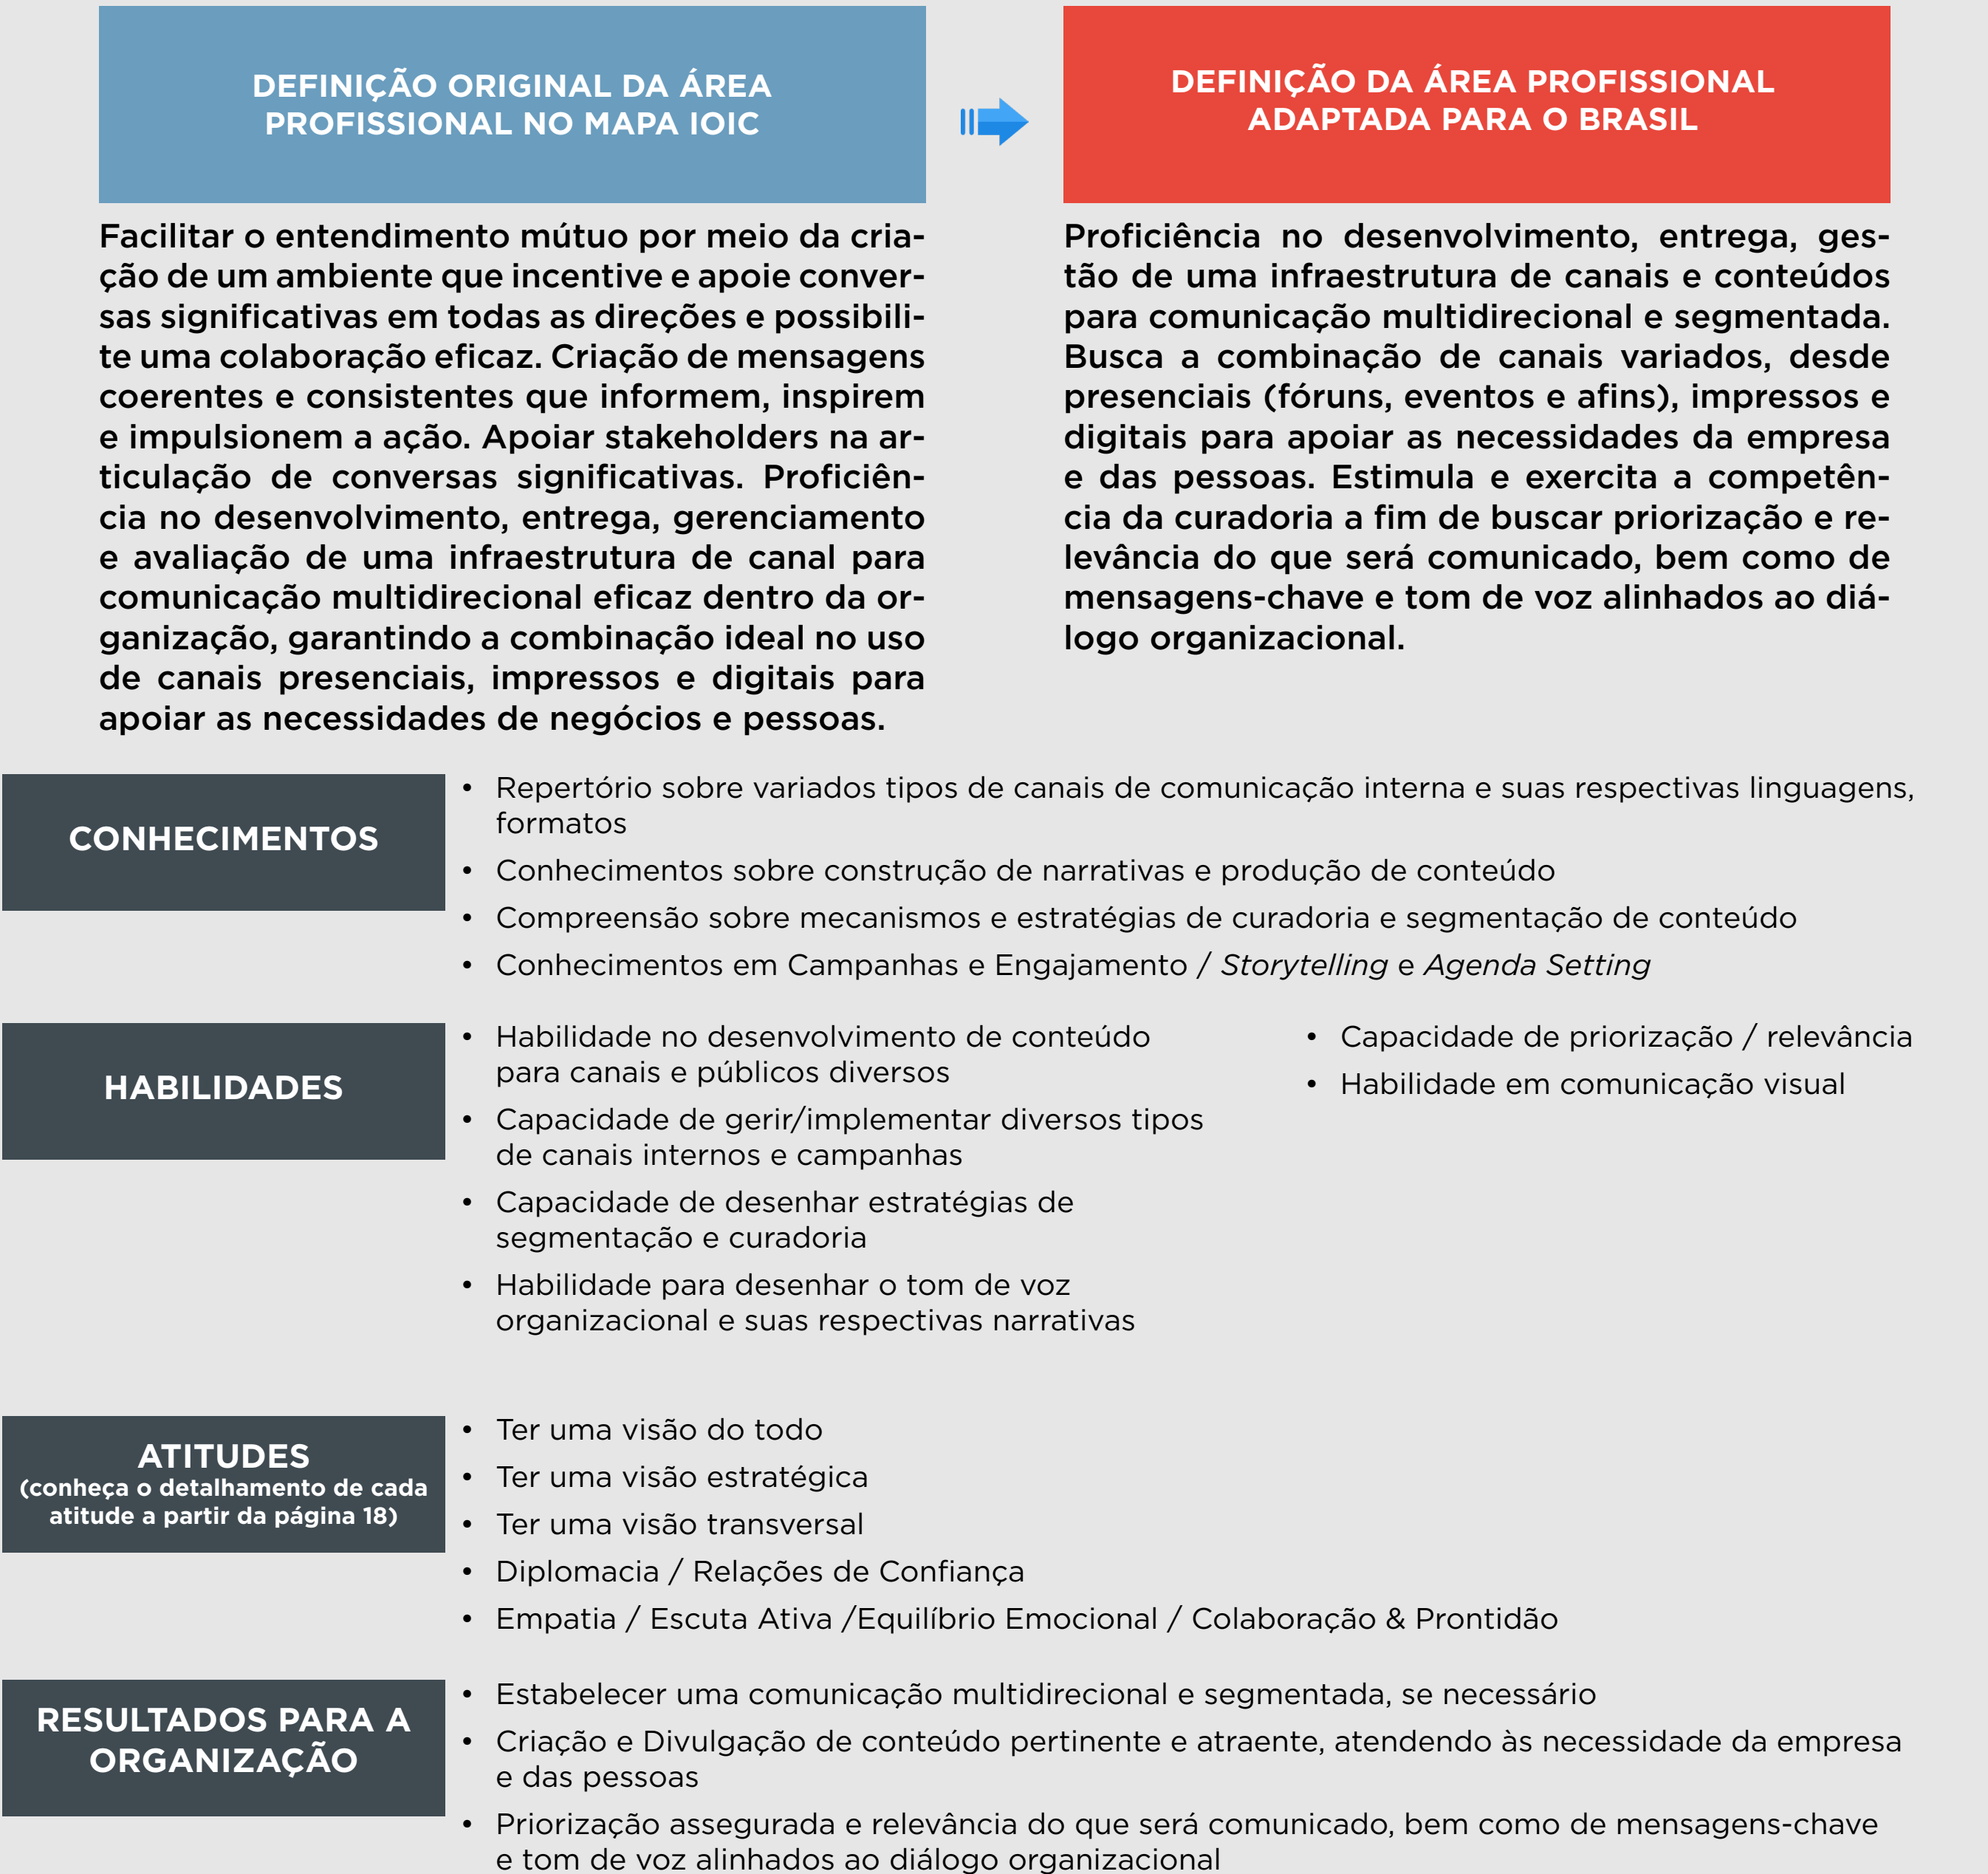 DEFINIÇÃO ORIGINAL DA ÁREA
PROFISSIONAL NO MAPA IOIC
DEFINIÇÃO DA ÁREA PROFISSIONAL
ADAPTADA PARA O BRASIL
Facilitar o entendimento mútuo por meio da cria-
ção de um ambiente que incentive e apoie conver-
sas significativas em todas as direções e possibili-
te uma colaboração eficaz. Criação de mensagens
coerentes e consistentes que informem, inspirem
e impulsionem a ação. Apoiar stakeholders na ar-
ticulação de conversas significativas. Proficiên-
cia no desenvolvimento, entrega, gerenciamento
e avaliação de uma infraestrutura de canal para
comunicação multidirecional eficaz dentro da or-
ganização, garantindo a combinação ideal no uso
de canais presenciais, impressos e digitais para
apoiar as necessidades de negócios e pessoas.
Proficiência no desenvolvimento, entrega, ges-
tão de uma infraestrutura de canais e conteúdos
para comunicação multidirecional e segmentada.
Busca a combinação de canais variados, desde
presenciais (fóruns, eventos e afins), impressos e
digitais para apoiar as necessidades da empresa
e das pessoas. Estimula e exercita a competên-
cia da curadoria a fim de buscar priorização e re-
levância do que será comunicado, bem como de
mensagens-chave e tom de voz alinhados ao diá-
logo organizacional.
CONHECIMENTOS
• Repertório sobre variados tipos de canais de comunicação interna e suas respectivas linguagens,
formatos
• Conhecimentos sobre construção de narrativas e produção de conteúdo
• Compreensão sobre mecanismos e estratégias de curadoria e segmentação de conteúdo
• Conhecimentos em Campanhas e Engajamento / Storytelling e Agenda Setting
HABILIDADES
• Habilidade no desenvolvimento de conteúdo
para canais e públicos diversos
• Capacidade de gerir/implementar diversos tipos
de canais internos e campanhas
• Capacidade de desenhar estratégias de
segmentação e curadoria
• Habilidade para desenhar o tom de voz
organizacional e suas respectivas narrativas
• Capacidade de priorização / relevância
• Habilidade em comunicação visual
ATITUDES
(conheça o detalhamento de cada
atitude a partir da página 18)
• Ter uma visão do todo
• Ter uma visão estratégica
• Ter uma visão transversal
• Diplomacia / Relações de Confiança
• Empatia / Escuta Ativa /Equilíbrio Emocional / Colaboração & Prontidão
RESULTADOS PARA A
ORGANIZAÇÃO
• Estabelecer uma comunicação multidirecional e segmentada, se necessário
• Criação e Divulgação de conteúdo pertinente e atraente, atendendo às necessidade da empresa
e das pessoas
• Priorização assegurada e relevância do que será comunicado, bem como de mensagens-chave
e tom de voz alinhados ao diálogo organizacional